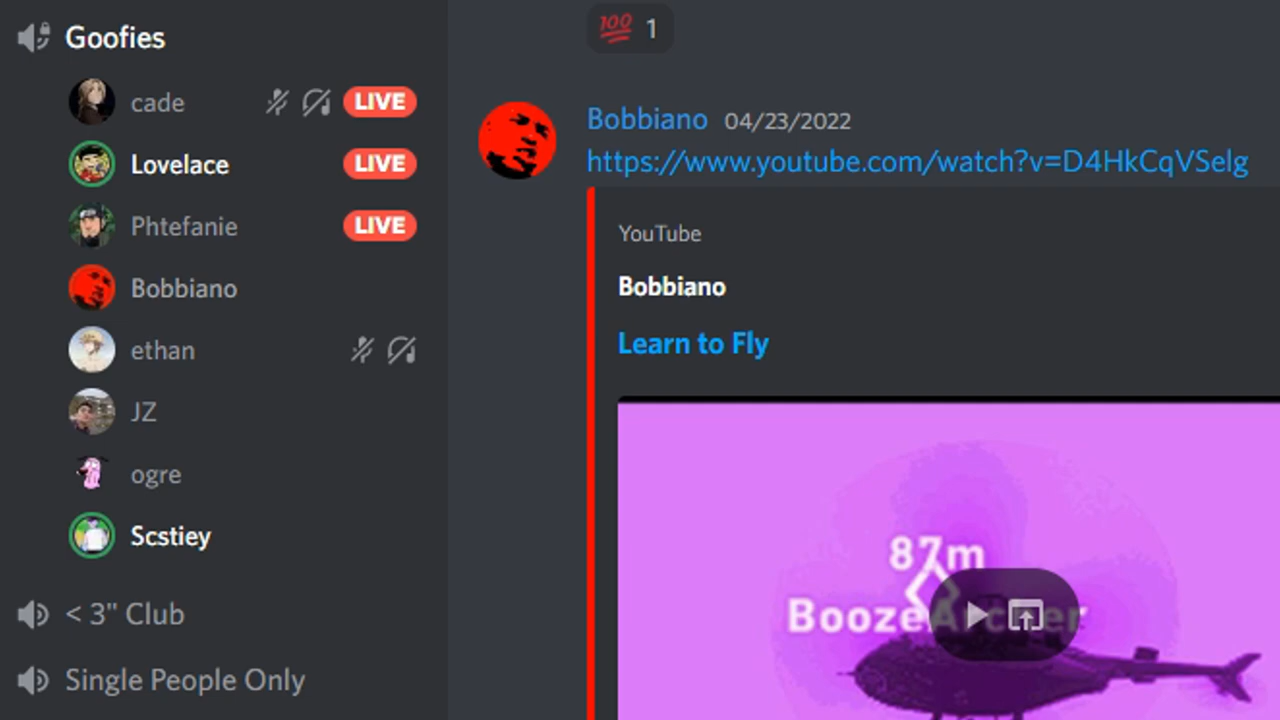 Goofies
cade LIVE
Lovelace LIVE
Phtefanie LIVE
Bobbiano
ethan
JZ
ogre
Scstiey
< 3" Club
Single People Only
💯 1
Bobbiano 04/23/2022
https://www.youtube.com/watch?v=D4HkCqVSelg
YouTube
Bobbiano
Learn to Fly
87m
BoozeArcher